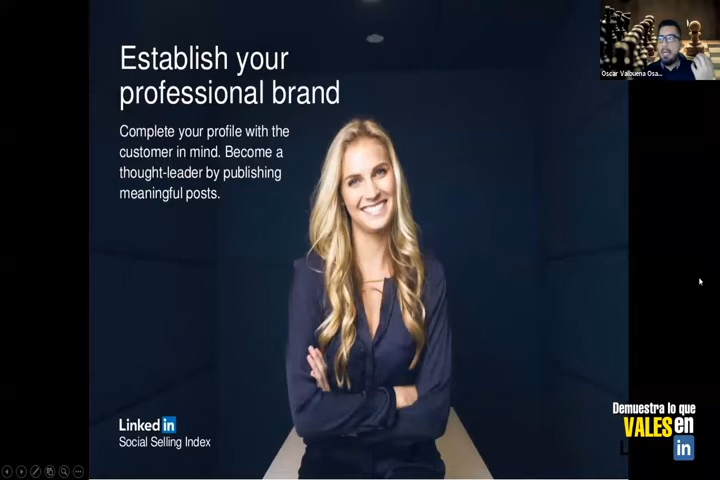 Establish your
professional brand
Complete your profile with the
customer in mind. Become a
thought-leader by publishing
meaningful posts.
Linked in
Social Selling Index
Oscar Valbuena Osa...
Demuestra lo que
VALES en
in